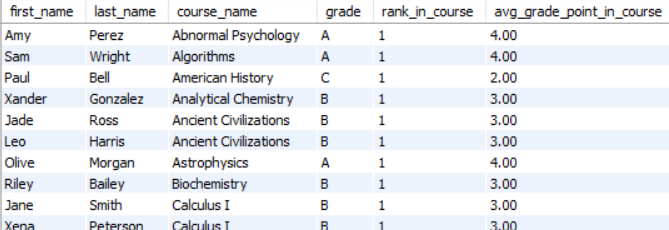 first_name last_name course_name grade rank_in_course avg_grade_point_in_course
Amy Perez Abnormal Psychology A 1 4.00
Sam Wright Algorithms A 1 4.00
Paul Bell American History C 1 2.00
Xander Gonzalez Analytical Chemistry B 1 3.00
Jade Ross Ancient Civilizations B 1 3.00
Leo Harris Ancient Civilizations B 1 3.00
Olive Morgan Astrophysics A 1 4.00
Riley Bailey Biochemistry B 1 3.00
Jane Smith Calculus I B 1 3.00
Xena Peterson Calculus I B 1 3.00